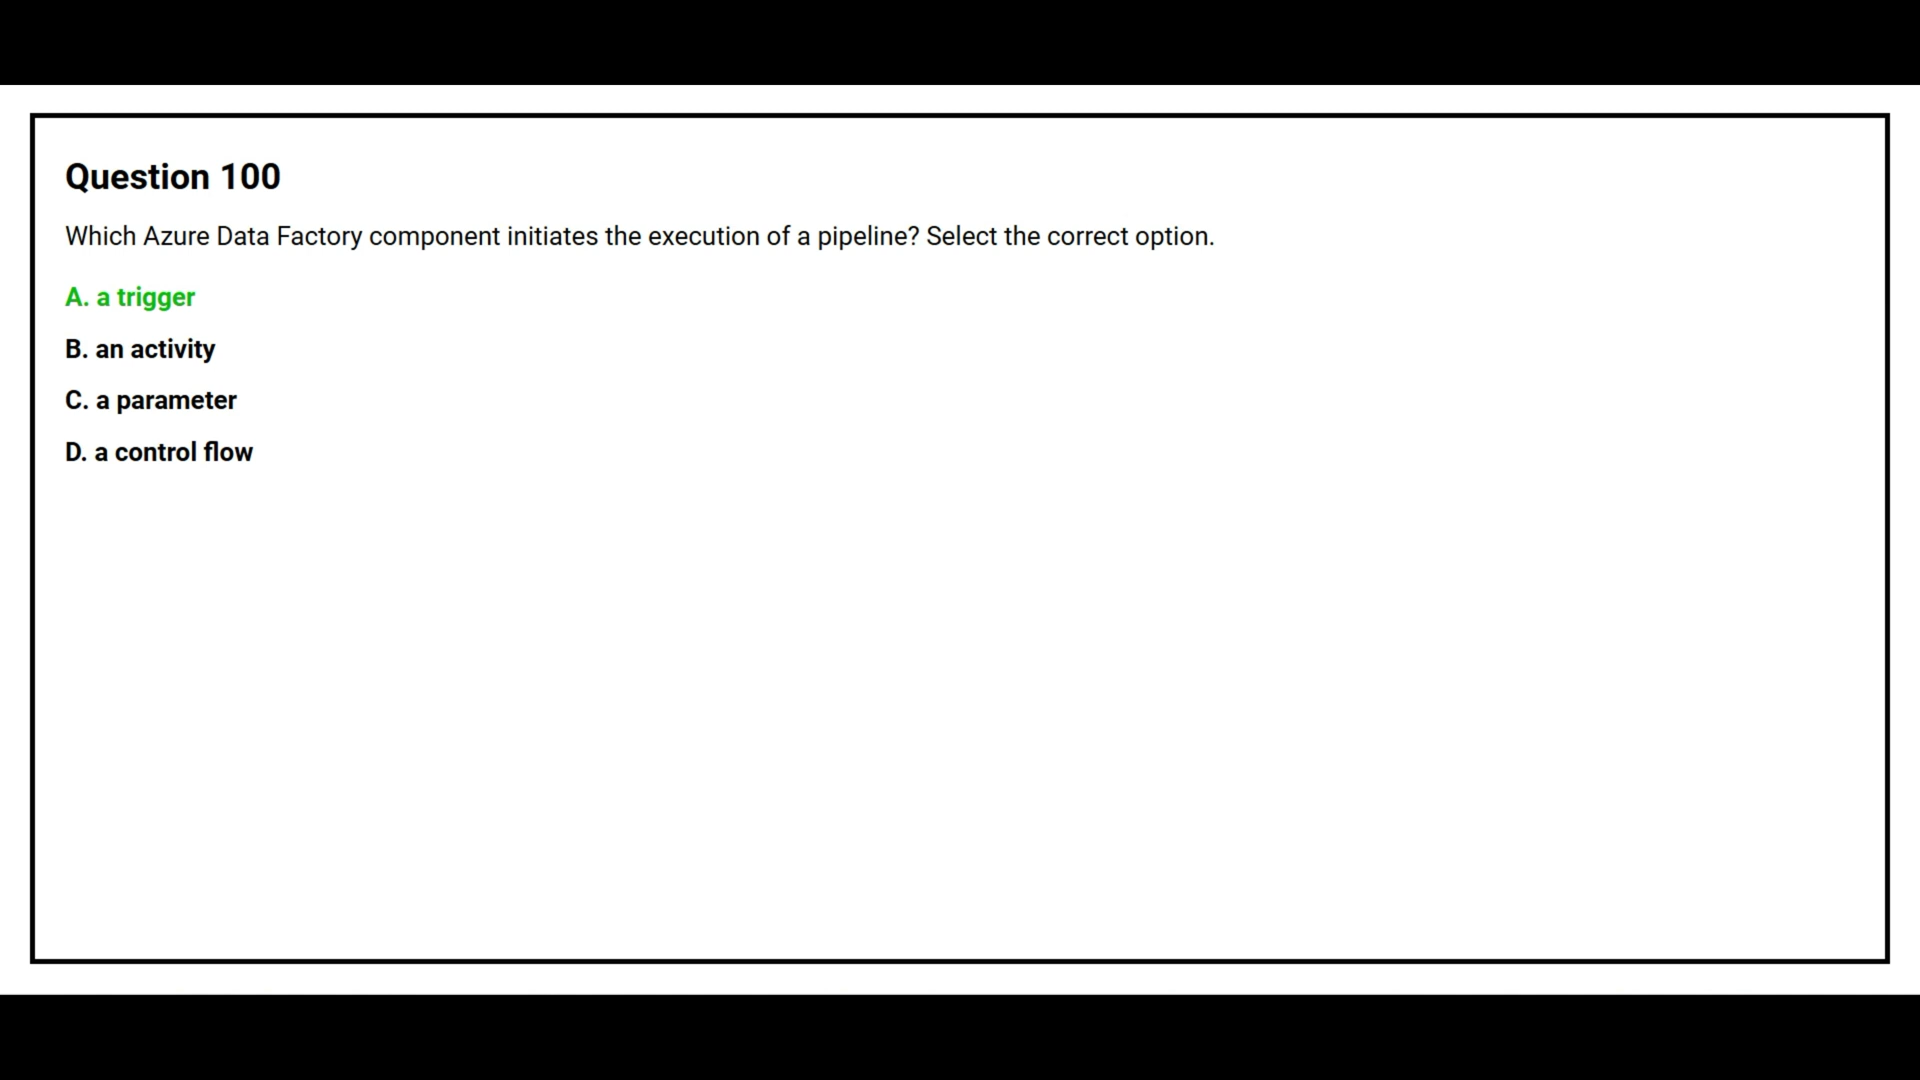 Question 100
Which Azure Data Factory component initiates the execution of a pipeline? Select the correct option.
A. a trigger
B. an activity
C. a parameter
D. a control flow